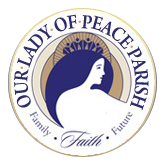 OUR LADY OF PEACE PARISH
Family · Faith · Future